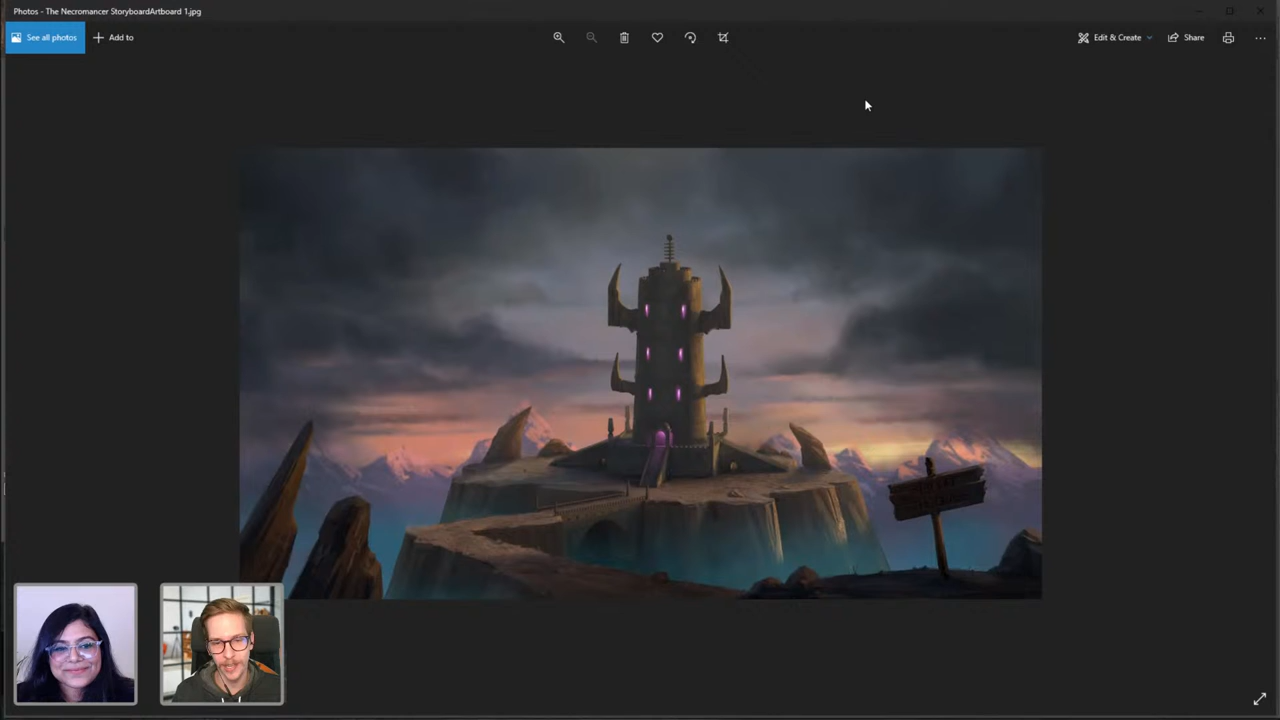 Photos - The Necromancer StoryboardArtboard 1.jpg
See all photos
Add to
Edit & Create
Share